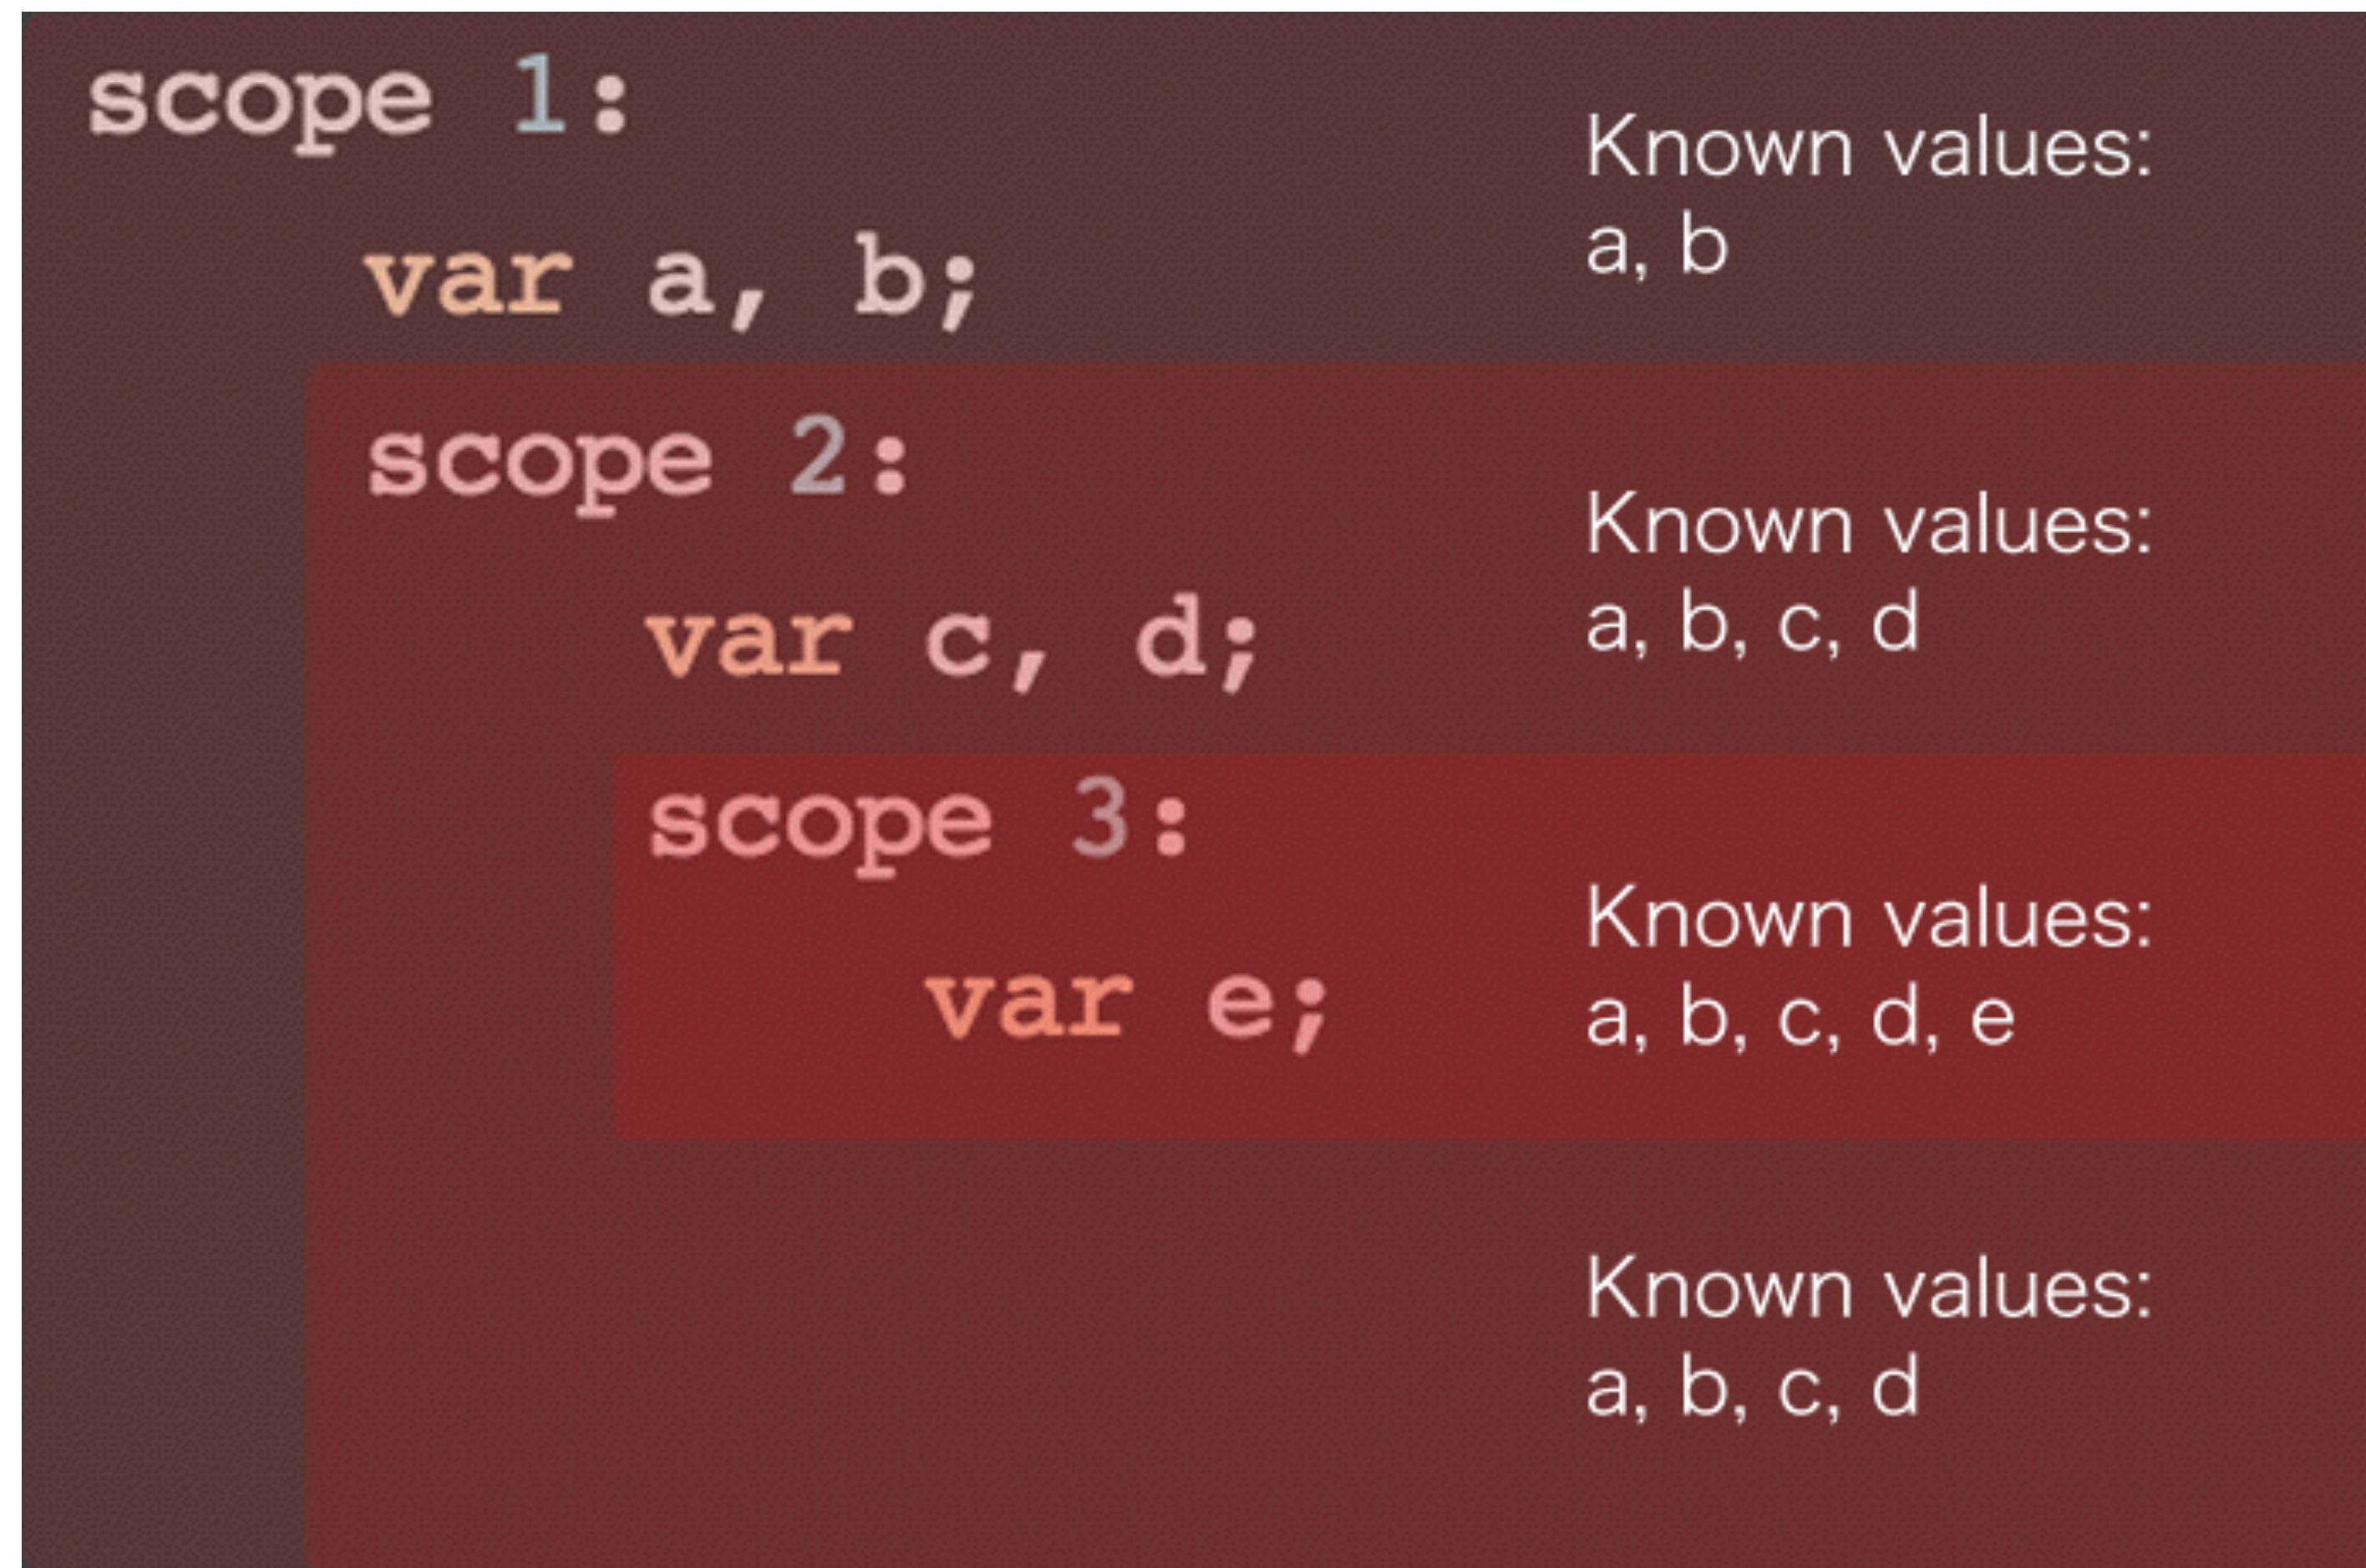 scope 1:
Known values:
a, b
var a, b;
scope 2:
Known values:
a, b, c, d
var c, d;
scope 3:
Known values:
a, b, c, d, e
var e;
Known values:
a, b, c, d